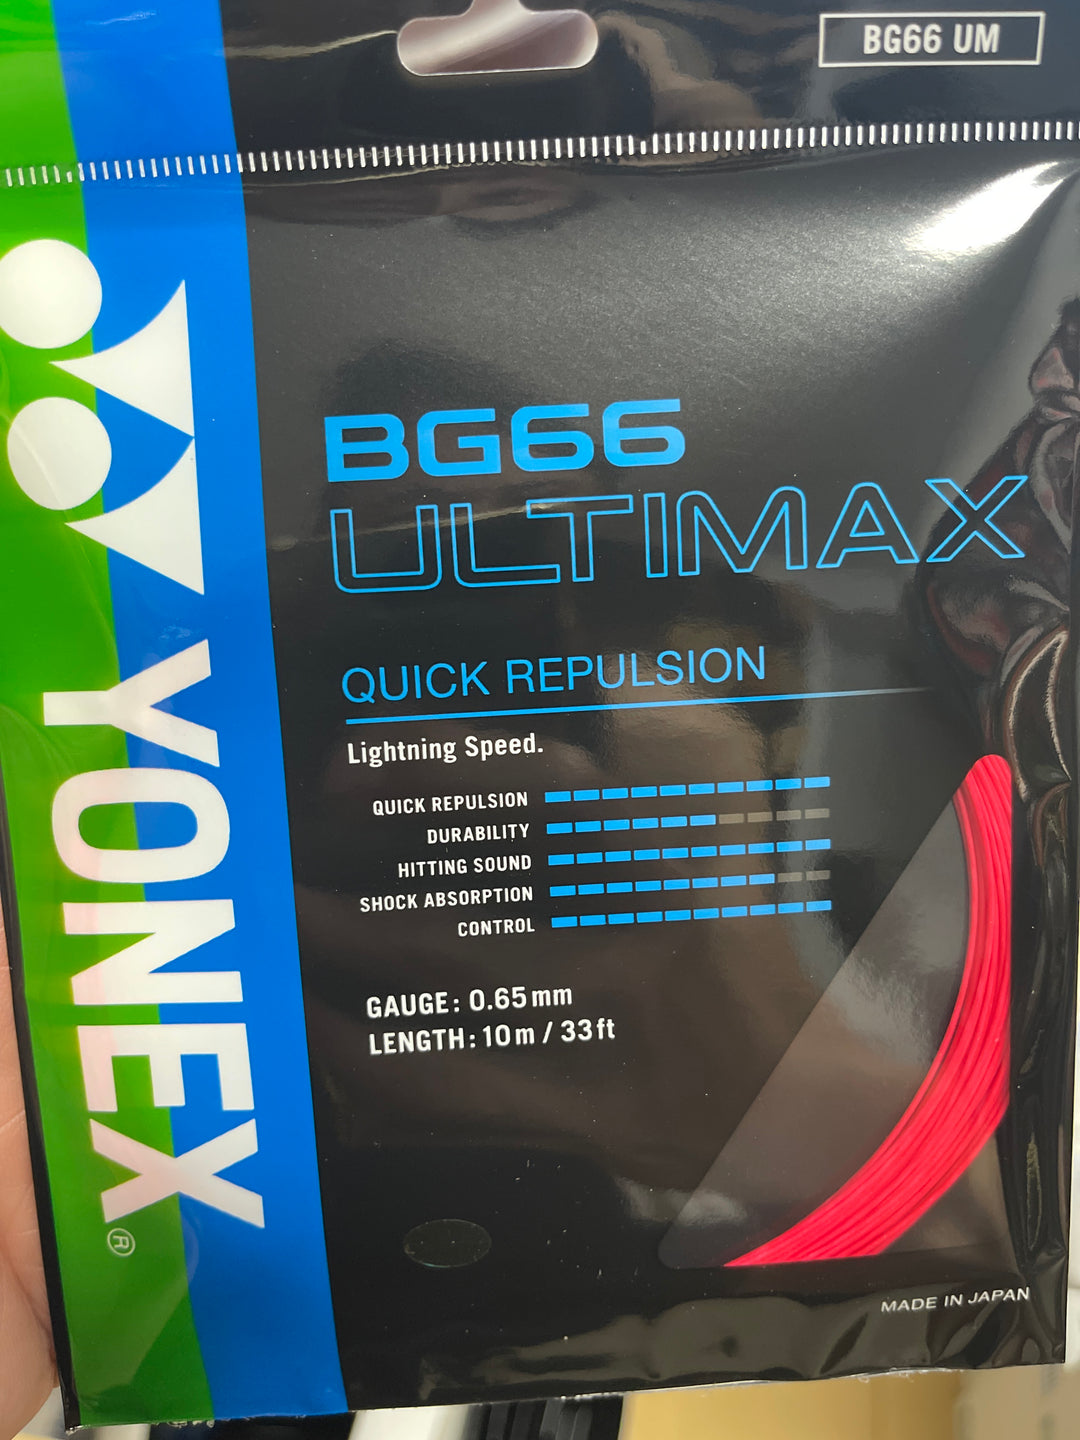 BG66 UM
YONEX®
BG66
ULTIMAX
QUICK REPULSION
Lightning Speed.
QUICK REPULSION
DURABILITY
HITTING SOUND
SHOCK ABSORPTION
CONTROL
GAUGE: 0.65mm
LENGTH: 10m / 33ft
MADE IN JAPAN